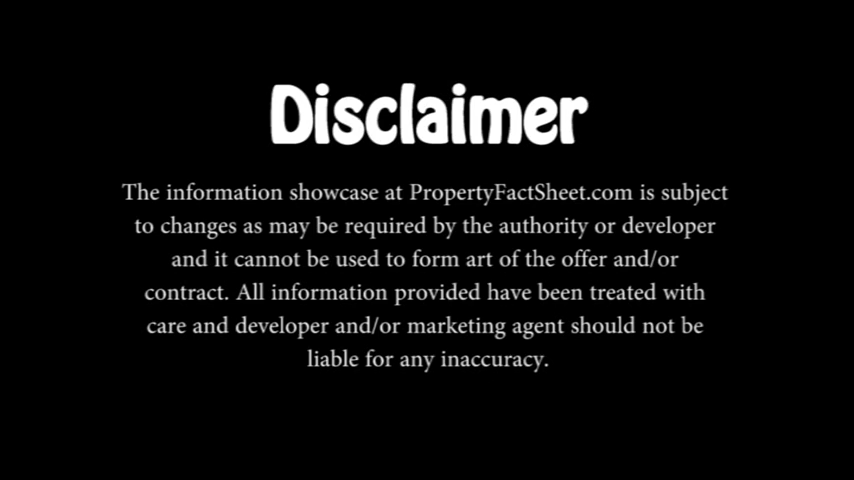 Disclaimer
The information showcase at PropertyFactSheet.com is subject
to changes as may be required by the authority or developer
and it cannot be used to form art of the offer and/or
contract. All information provided have been treated with
care and developer and/or marketing agent should not be
liable for any inaccuracy.